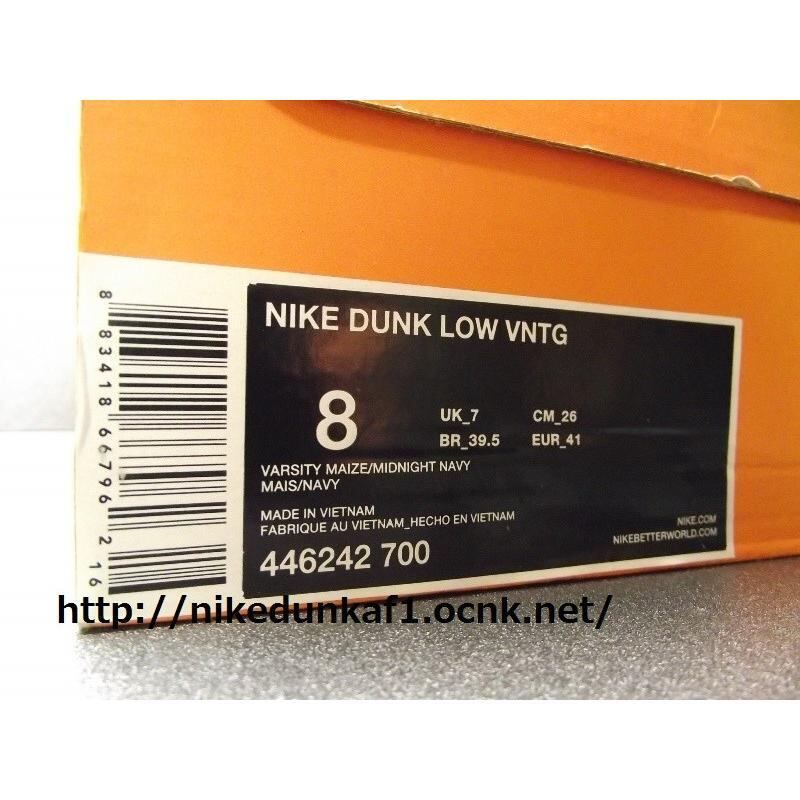 NIKE DUNK LOW VNTG
8
UK_7 CM_26
BR_39.5 EUR_41
VARSITY MAIZE/MIDNIGHT NAVY
MAIS/NAVY
MADE IN VIETNAM
FABRIQUE AU VIETNAM_HECHO EN VIETNAM
446242 700
NIKE.COM
NIKEBETTERWORLD.COM
8 83418 66796 2 16
http://nikedunkaf1.ocnk.net/